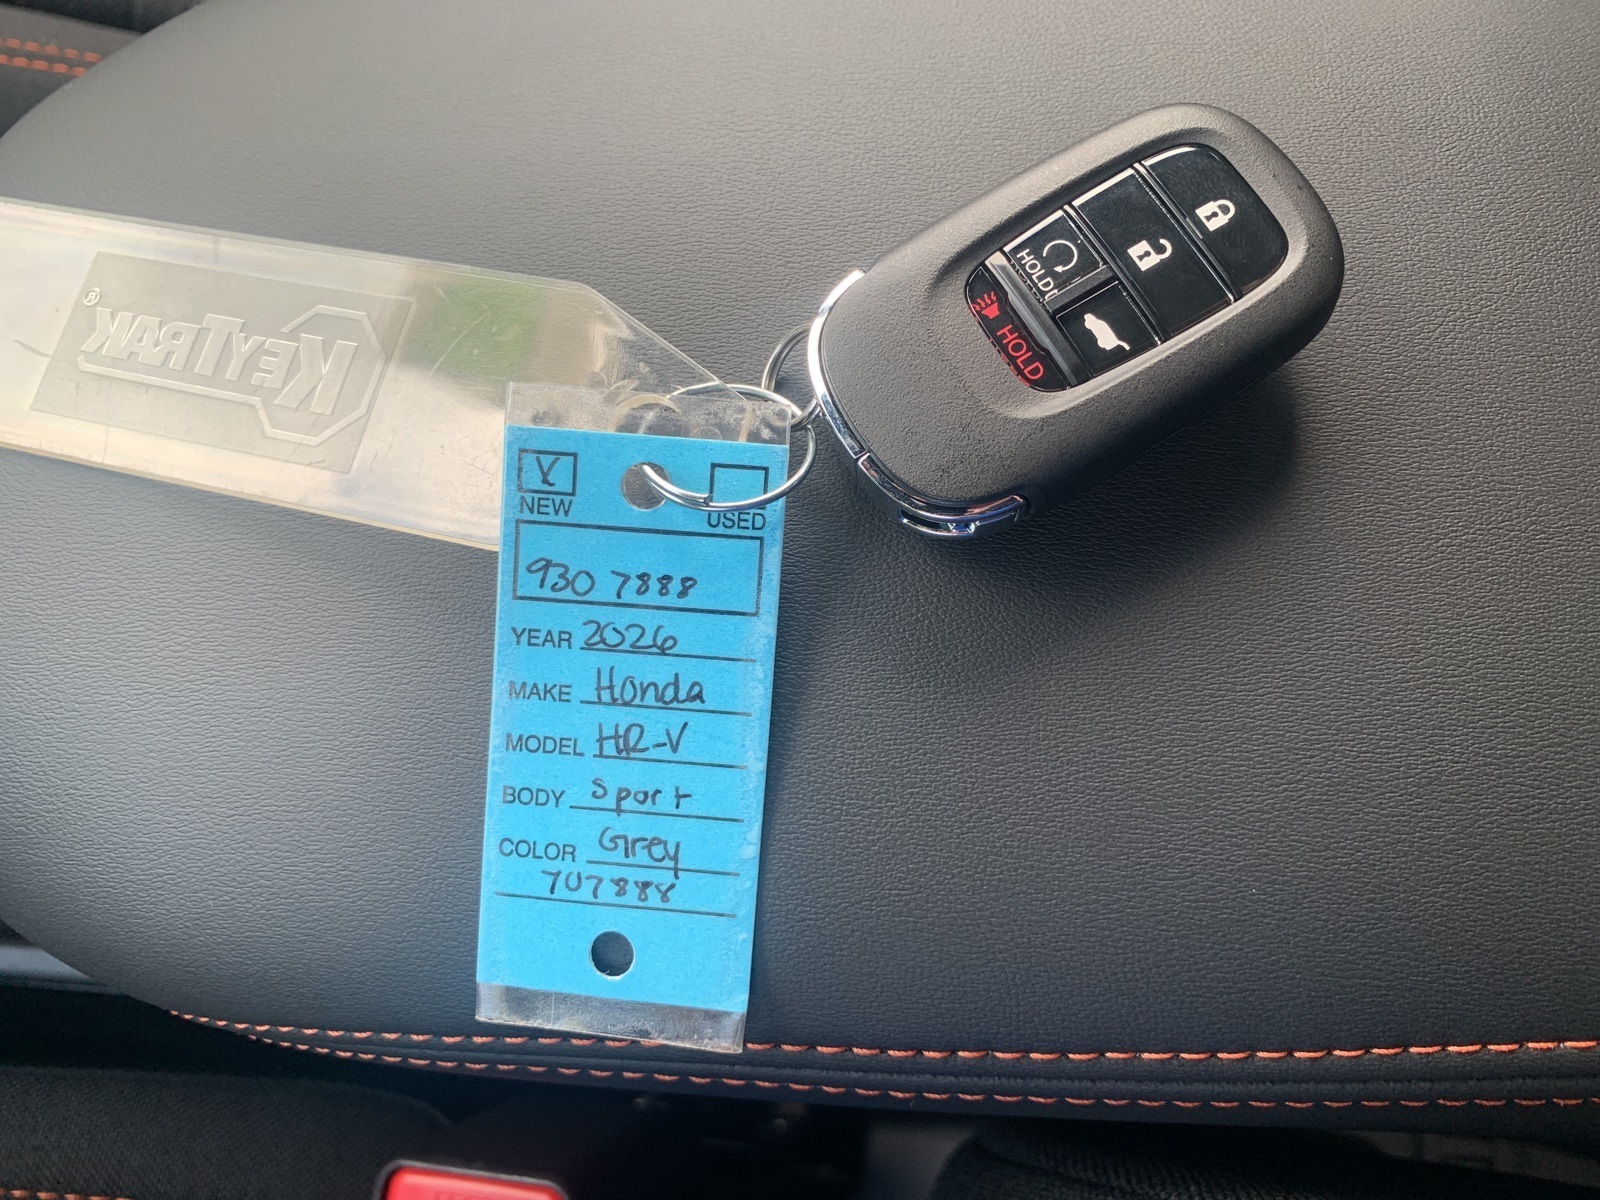 KEYTRAK®
HOLD
HOLD
X
NEW USED
930 7888
YEAR 2026
MAKE Honda
MODEL HR-V
BODY Sport
COLOR Grey
707888